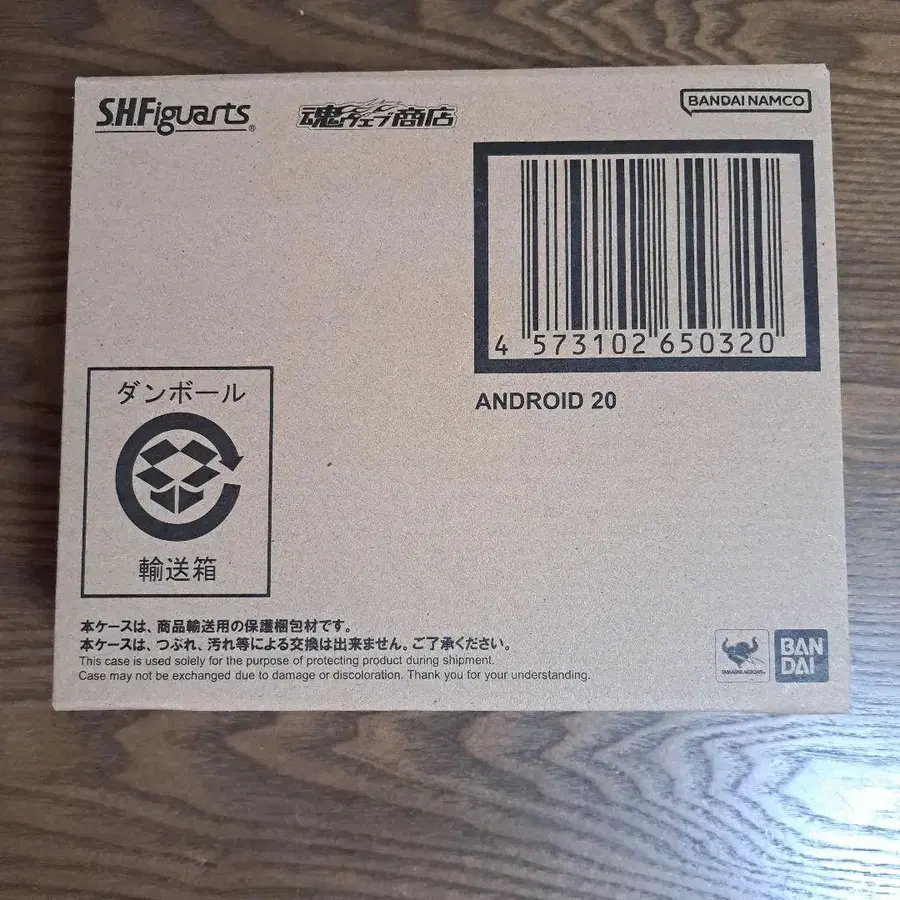 S.H.Figuarts®
魂ウェブ商店
BANDAI NAMCO
4 573102 650320
ANDROID 20
ダンボール
輸送箱
本ケースは、商品輸送用の保護梱包材です。
本ケースは、つぶれ、汚れ等による交換は出来ません。ご了承ください。
This case is used solely for the purpose of protecting product during shipment.
Case may not be exchanged due to damage or discoloration. Thank you for your understanding.
BAN
DAI